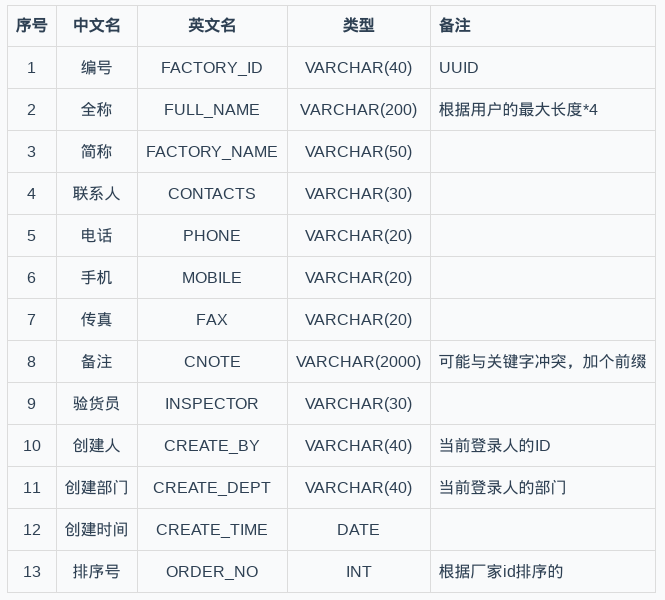 序号 中文名 英文名 类型 备注
1 编号 FACTORY_ID VARCHAR(40) UUID
2 全称 FULL_NAME VARCHAR(200) 根据用户的最大长度*4
3 简称 FACTORY_NAME VARCHAR(50)
4 联系人 CONTACTS VARCHAR(30)
5 电话 PHONE VARCHAR(20)
6 手机 MOBILE VARCHAR(20)
7 传真 FAX VARCHAR(20)
8 备注 CNOTE VARCHAR(2000) 可能与关键字冲突，加个前缀
9 验货员 INSPECTOR VARCHAR(30)
10 创建人 CREATE_BY VARCHAR(40) 当前登录人的ID
11 创建部门 CREATE_DEPT VARCHAR(40) 当前登录人的部门
12 创建时间 CREATE_TIME DATE
13 排序号 ORDER_NO INT 根据厂家id排序的